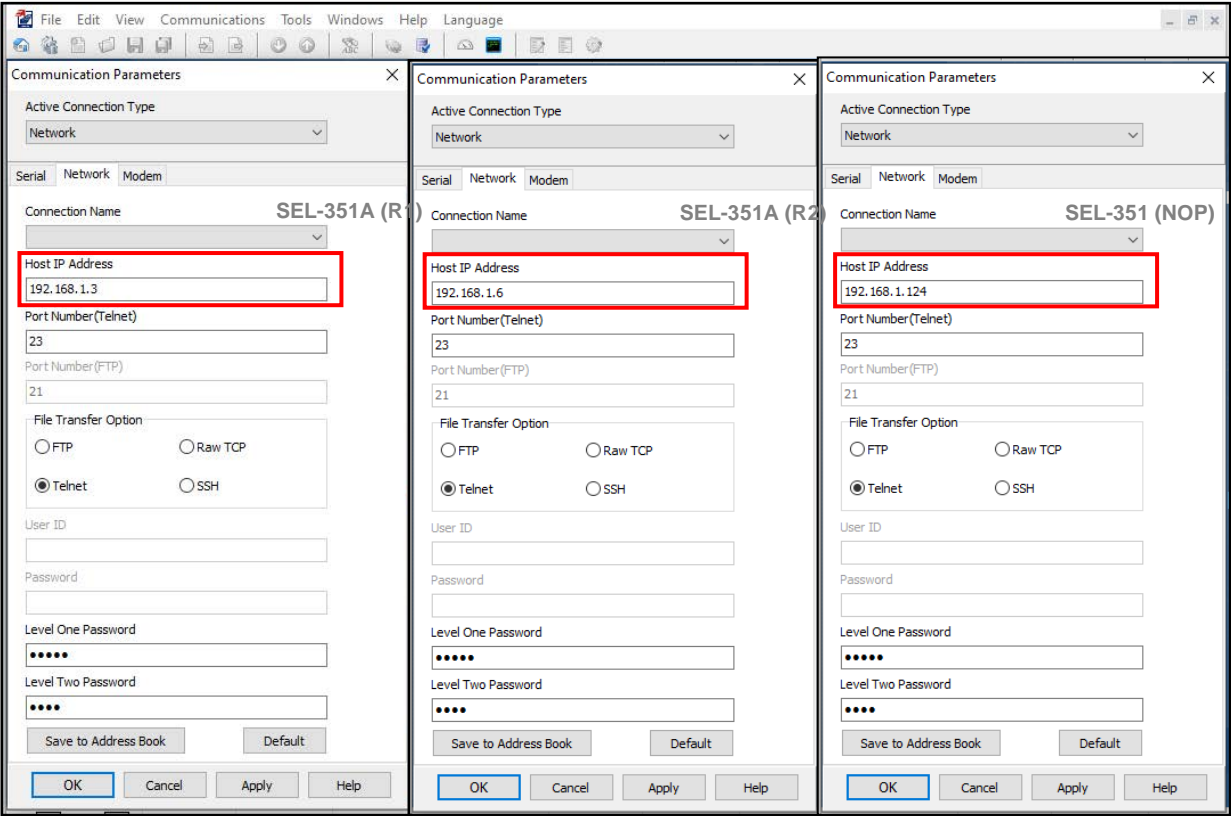 File Edit View Communications Tools Windows Help Language
Communication Parameters
Active Connection Type
Network
Serial Network Modem
Connection Name
SEL-351A (R1)
Host IP Address
192.168.1.3
Port Number(Telnet)
23
Port Number(FTP)
21
File Transfer Option
FTP Raw TCP
Telnet SSH
User ID
Password
Level One Password
●●●●●
Level Two Password
●●●●
Save to Address Book Default
OK Cancel Apply Help
Communication Parameters
Active Connection Type
Network
Serial Network Modem
Connection Name
SEL-351A (R2)
Host IP Address
192.168.1.6
Port Number(Telnet)
23
Port Number(FTP)
21
File Transfer Option
FTP Raw TCP
Telnet SSH
User ID
Password
Level One Password
●●●●●
Level Two Password
●●●●
Save to Address Book Default
OK Cancel Apply Help
Communication Parameters
Active Connection Type
Network
Serial Network Modem
Connection Name
SEL-351 (NOP)
Host IP Address
192.168.1.124
Port Number(Telnet)
23
Port Number(FTP)
21
File Transfer Option
FTP Raw TCP
Telnet SSH
User ID
Password
Level One Password
●●●●●
Level Two Password
●●●●
Save to Address Book Default
OK Cancel Apply Help